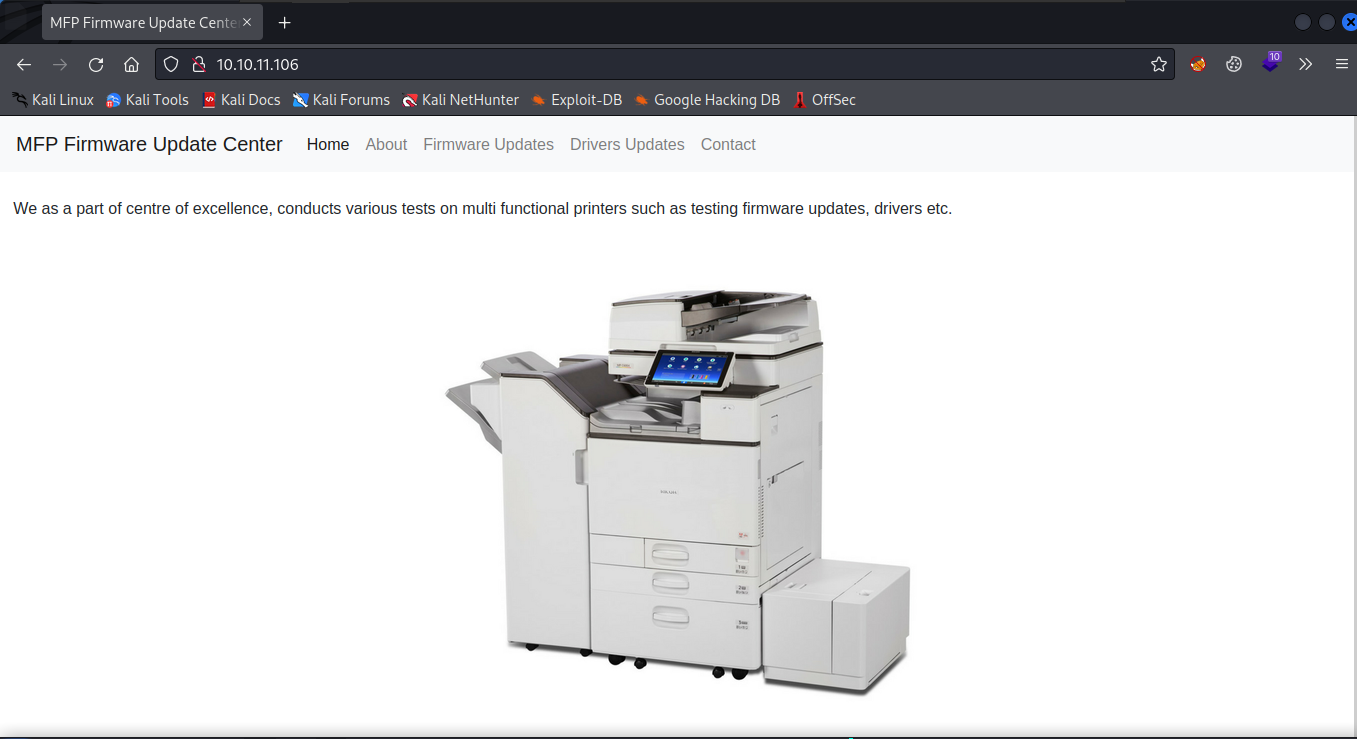 MFP Firmware Update Cente
10.10.11.106
10
Kali Linux Kali Tools Kali Docs Kali Forums Kali NetHunter Exploit-DB Google Hacking DB OffSec
MFP Firmware Update Center Home About Firmware Updates Drivers Updates Contact
We as a part of centre of excellence, conducts various tests on multi functional printers such as testing firmware updates, drivers etc.